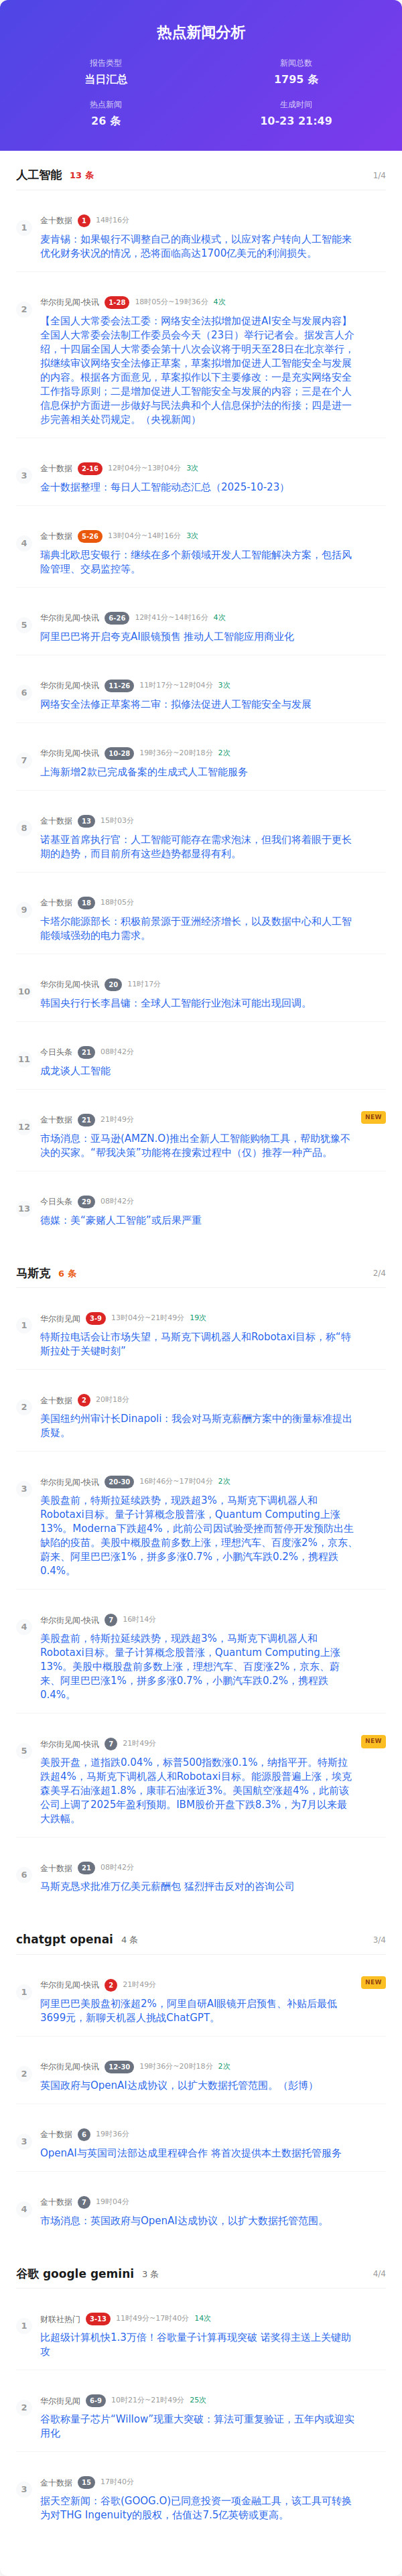 热点新闻分析
报告类型
新闻总数
当日汇总
1795 条
热点新闻
生成时间
26 条
10-23 21:49
人工智能 13 条
1/4
金十数据 1 14时16分
1
麦肯锡：如果银行不调整自己的商业模式，以应对客户转向人工智能来
优化财务状况的情况，恐将面临高达1700亿美元的利润损失。
华尔街见闻-快讯 1-28 18时05分~19时36分 4次
2
【全国人大常委会法工委：网络安全法拟增加促进AI安全与发展内容】
全国人大常委会法制工作委员会今天（23日）举行记者会。据发言人介
绍，十四届全国人大常委会第十八次会议将于明天至28日在北京举行，
拟继续审议网络安全法修正草案，草案拟增加促进人工智能安全与发展
的内容。根据各方面意见，草案拟作以下主要修改：一是充实网络安全
工作指导原则；二是增加促进人工智能安全与发展的内容；三是在个人
信息保护方面进一步做好与民法典和个人信息保护法的衔接；四是进一
步完善相关处罚规定。（央视新闻）
金十数据 2-16 12时04分~13时04分 3次
3
金十数据整理：每日人工智能动态汇总（2025-10-23）
金十数据 5-26 13时04分~14时16分 3次
4
瑞典北欧思安银行：继续在多个新领域开发人工智能解决方案，包括风
险管理、交易监控等。
华尔街见闻-快讯 6-26 12时41分~14时16分 4次
5
阿里巴巴将开启夸克AI眼镜预售 推动人工智能应用商业化
华尔街见闻-快讯 11-26 11时17分~12时04分 3次
6
网络安全法修正草案将二审：拟修法促进人工智能安全与发展
华尔街见闻-快讯 10-28 19时36分~20时18分 2次
7
上海新增2款已完成备案的生成式人工智能服务
金十数据 13 15时03分
8
诺基亚首席执行官：人工智能可能存在需求泡沫，但我们将着眼于更长
期的趋势，而目前所有这些趋势都显得有利。
金十数据 18 18时05分
9
卡塔尔能源部长：积极前景源于亚洲经济增长，以及数据中心和人工智
能领域强劲的电力需求。
华尔街见闻-快讯 20 11时17分
10
韩国央行行长李昌镛：全球人工智能行业泡沫可能出现回调。
今日头条 21 08时42分
11
成龙谈人工智能
金十数据 21 21时49分
NEW
12
市场消息：亚马逊(AMZN.O)推出全新人工智能购物工具，帮助犹豫不
决的买家。“帮我决策”功能将在搜索过程中（仅）推荐一种产品。
今日头条 29 08时42分
13
德媒：美“豪赌人工智能”或后果严重
马斯克 6 条
2/4
华尔街见闻 3-9 13时04分~21时49分 19次
1
特斯拉电话会让市场失望，马斯克下调机器人和Robotaxi目标，称“特
斯拉处于关键时刻”
金十数据 2 20时18分
2
美国纽约州审计长Dinapoli：我会对马斯克薪酬方案中的衡量标准提出
质疑。
华尔街见闻-快讯 20-30 16时46分~17时04分 2次
3
美股盘前，特斯拉延续跌势，现跌超3%，马斯克下调机器人和
Robotaxi目标。量子计算概念股普涨，Quantum Computing上涨
13%。Moderna下跌超4%，此前公司因试验受挫而暂停开发预防出生
缺陷的疫苗。美股中概股盘前多数上涨，理想汽车、百度涨2%，京东、
蔚来、阿里巴巴涨1%，拼多多涨0.7%，小鹏汽车跌0.2%，携程跌
0.4%。
华尔街见闻-快讯 7 16时14分
4
美股盘前，特斯拉延续跌势，现跌超3%，马斯克下调机器人和
Robotaxi目标。量子计算概念股普涨，Quantum Computing上涨
13%。美股中概股盘前多数上涨，理想汽车、百度涨2%，京东、蔚
来、阿里巴巴涨1%，拼多多涨0.7%，小鹏汽车跌0.2%，携程跌
0.4%。
华尔街见闻-快讯 7 21时49分
NEW
5
美股开盘，道指跌0.04%，标普500指数涨0.1%，纳指平开。特斯拉
跌超4%，马斯克下调机器人和Robotaxi目标。能源股普遍上涨，埃克
森美孚石油涨超1.8%，康菲石油涨近3%。美国航空涨超4%，此前该
公司上调了2025年盈利预期。IBM股价开盘下跌8.3%，为7月以来最
大跌幅。
金十数据 21 08时42分
6
马斯克恳求批准万亿美元薪酬包 猛烈抨击反对的咨询公司
chatgpt openai 4 条
3/4
华尔街见闻-快讯 2 21时49分
NEW
1
阿里巴巴美股盘初涨超2%，阿里自研AI眼镜开启预售、补贴后最低
3699元，新聊天机器人挑战ChatGPT。
华尔街见闻-快讯 12-30 19时36分~20时18分 2次
2
英国政府与OpenAI达成协议，以扩大数据托管范围。（彭博）
金十数据 6 19时36分
3
OpenAI与英国司法部达成里程碑合作 将首次提供本土数据托管服务
金十数据 7 19时04分
4
市场消息：英国政府与OpenAI达成协议，以扩大数据托管范围。
谷歌 google gemini 3 条
4/4
财联社热门 3-13 11时49分~17时40分 14次
1
比超级计算机快1.3万倍！谷歌量子计算再现突破 诺奖得主送上关键助
攻
华尔街见闻 6-9 10时21分~21时49分 25次
2
谷歌称量子芯片“Willow”现重大突破：算法可重复验证，五年内或迎实
用化
金十数据 15 17时40分
3
据天空新闻：谷歌(GOOG.O)已同意投资一项金融工具，该工具可转换
为对THG Ingenuity的股权，估值达7.5亿英镑或更高。